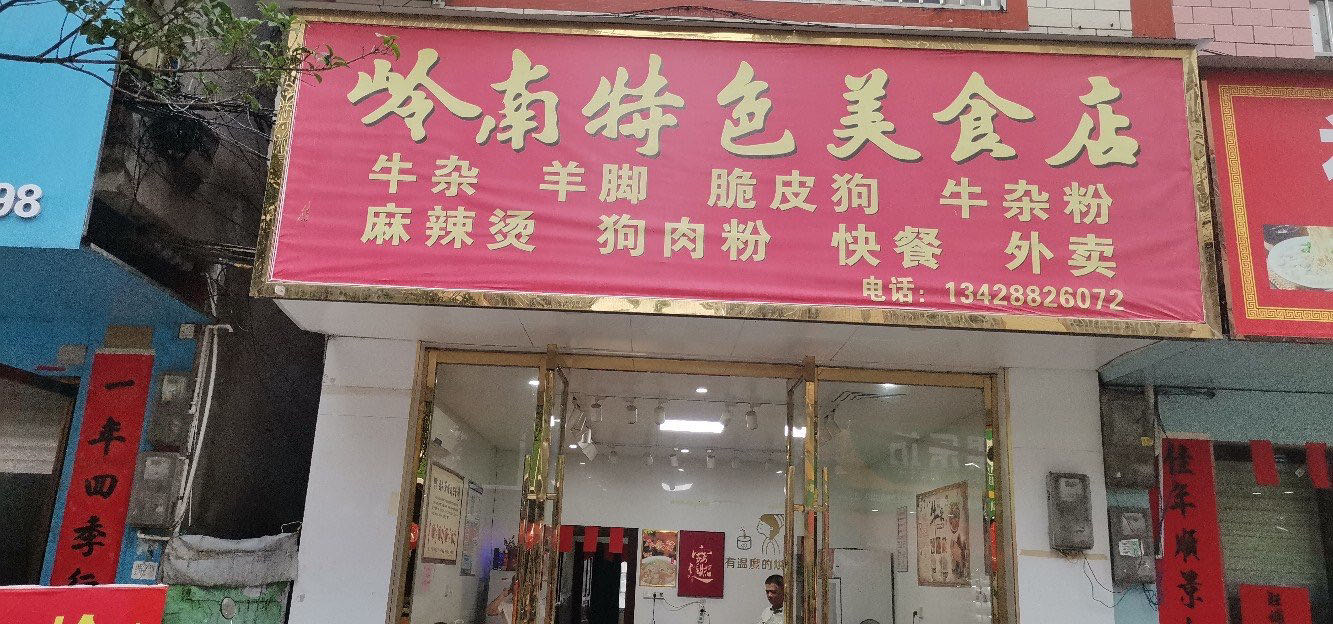 岭南特色美食店
牛杂 羊脚 脆皮狗 牛杂粉
麻辣烫 狗肉粉 快餐 外卖
电话：13428826072
98
一年四季行
佳年顺景
有温度的